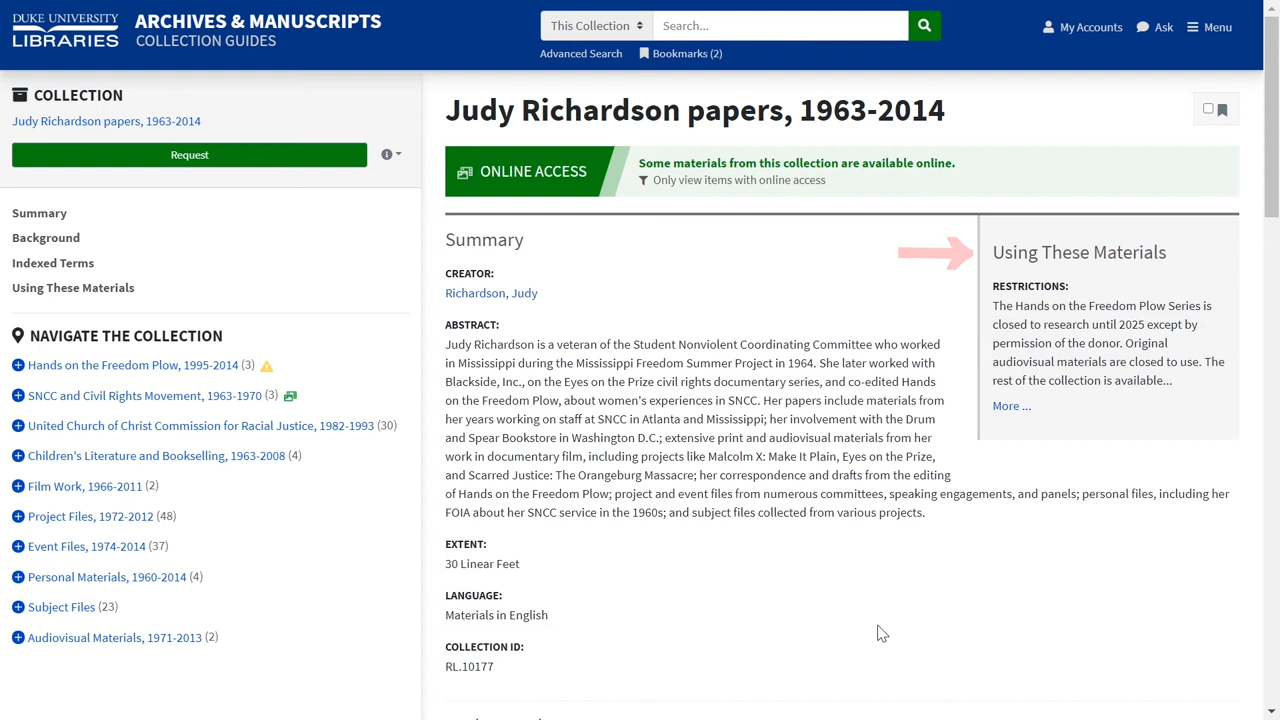 DUKE UNIVERSITY
LIBRARIES
ARCHIVES & MANUSCRIPTS
COLLECTION GUIDES
This Collection
Search...
Advanced Search
Bookmarks (2)
My Accounts
Ask
Menu
COLLECTION
Judy Richardson papers, 1963-2014
Request
Summary
Background
Indexed Terms
Using These Materials
NAVIGATE THE COLLECTION
Hands on the Freedom Plow, 1995-2014 (3)
SNCC and Civil Rights Movement, 1963-1970 (3)
United Church of Christ Commission for Racial Justice, 1982-1993 (30)
Children's Literature and Bookselling, 1963-2008 (4)
Film Work, 1966-2011 (2)
Project Files, 1972-2012 (48)
Event Files, 1974-2014 (37)
Personal Materials, 1960-2014 (4)
Subject Files (23)
Audiovisual Materials, 1971-2013 (2)
Judy Richardson papers, 1963-2014
ONLINE ACCESS
Some materials from this collection are available online.
Only view items with online access
Summary
CREATOR:
Richardson, Judy
ABSTRACT:
Judy Richardson is a veteran of the Student Nonviolent Coordinating Committee who worked
in Mississippi during the Mississippi Freedom Summer Project in 1964. She later worked with
Blackside, Inc., on the Eyes on the Prize civil rights documentary series, and co-edited Hands
on the Freedom Plow, about women's experiences in SNCC. Her papers include materials from
her years working on staff at SNCC in Atlanta and Mississippi; her involvement with the Drum
and Spear Bookstore in Washington D.C.; extensive print and audiovisual materials from her
work in documentary film, including projects like Malcolm X: Make It Plain, Eyes on the Prize,
and Scarred Justice: The Orangeburg Massacre; her correspondence and drafts from the editing
of Hands on the Freedom Plow; project and event files from numerous committees, speaking engagements, and panels; personal files, including her
FOIA about her SNCC service in the 1960s; and subject files collected from various projects.
EXTENT:
30 Linear Feet
LANGUAGE:
Materials in English
COLLECTION ID:
RL.10177
Using These Materials
RESTRICTIONS:
The Hands on the Freedom Plow Series is
closed to research until 2025 except by
permission of the donor. Original
audiovisual materials are closed to use. The
rest of the collection is available...
More ...